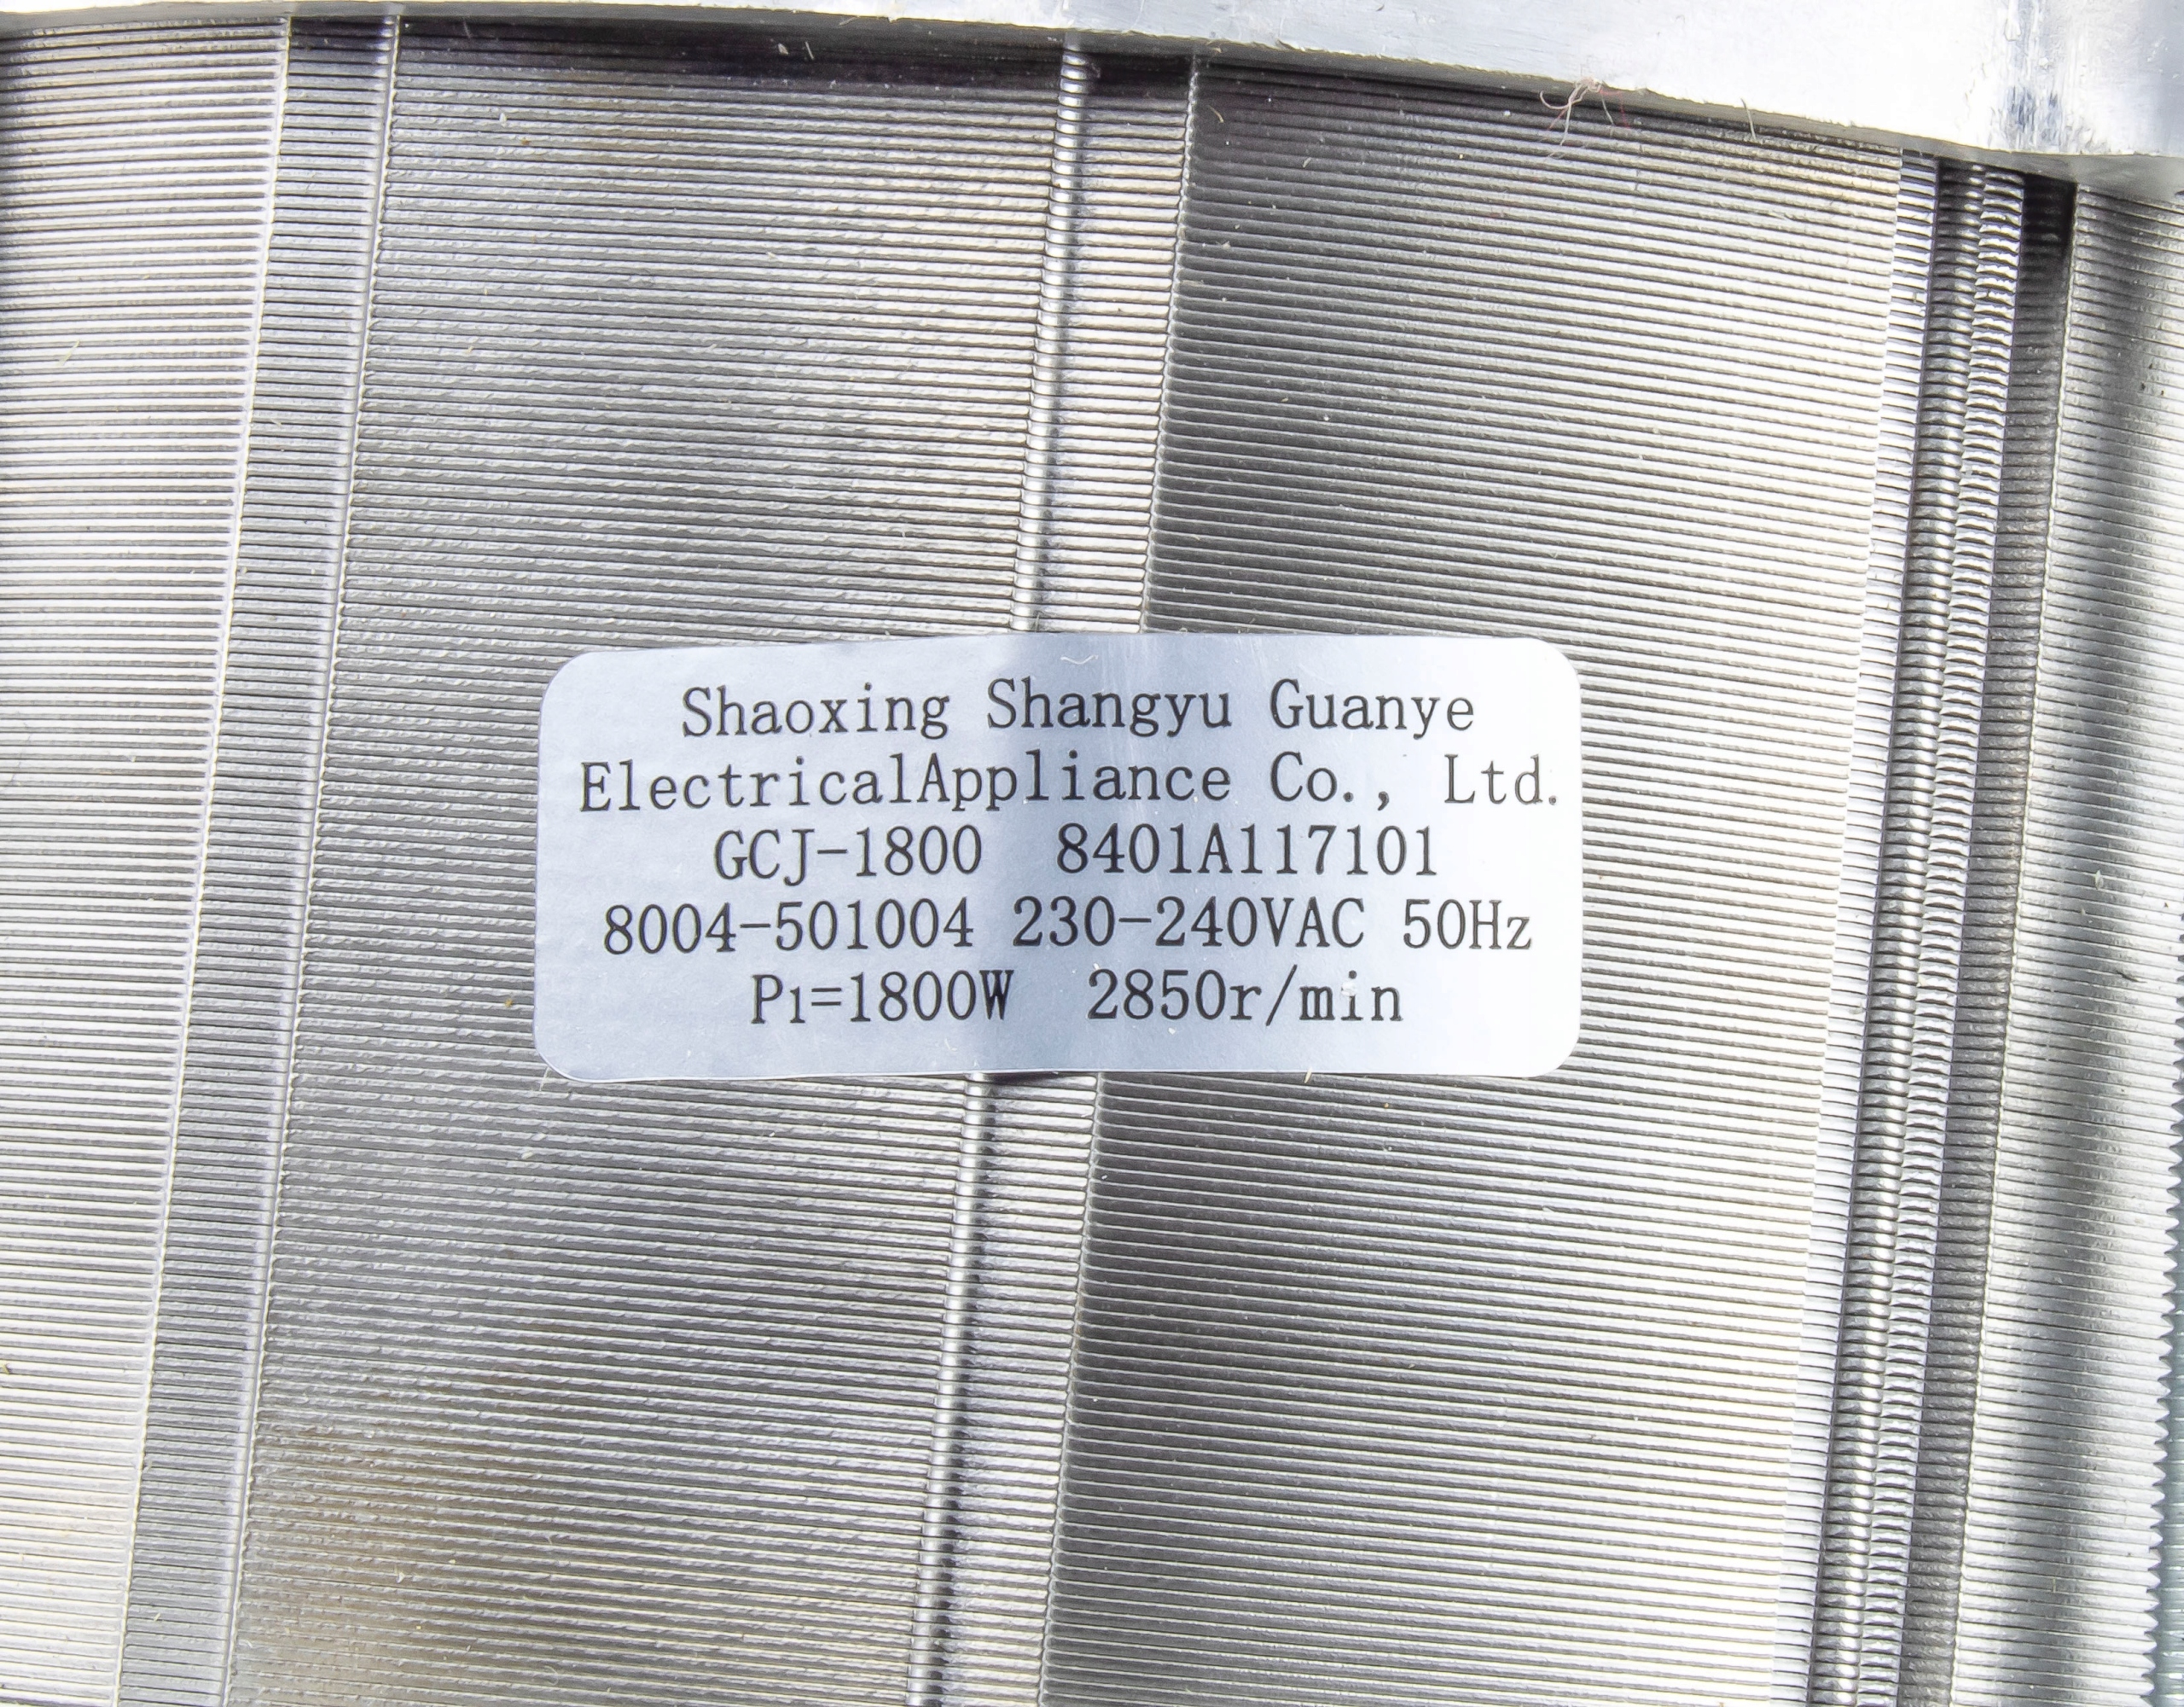 Shaoxing Shangyu Guanye
ElectricalAppliance Co., Ltd.
GCJ-1800 8401A117101
8004-501004 230-240VAC 50Hz
P1=1800W 2850r/min